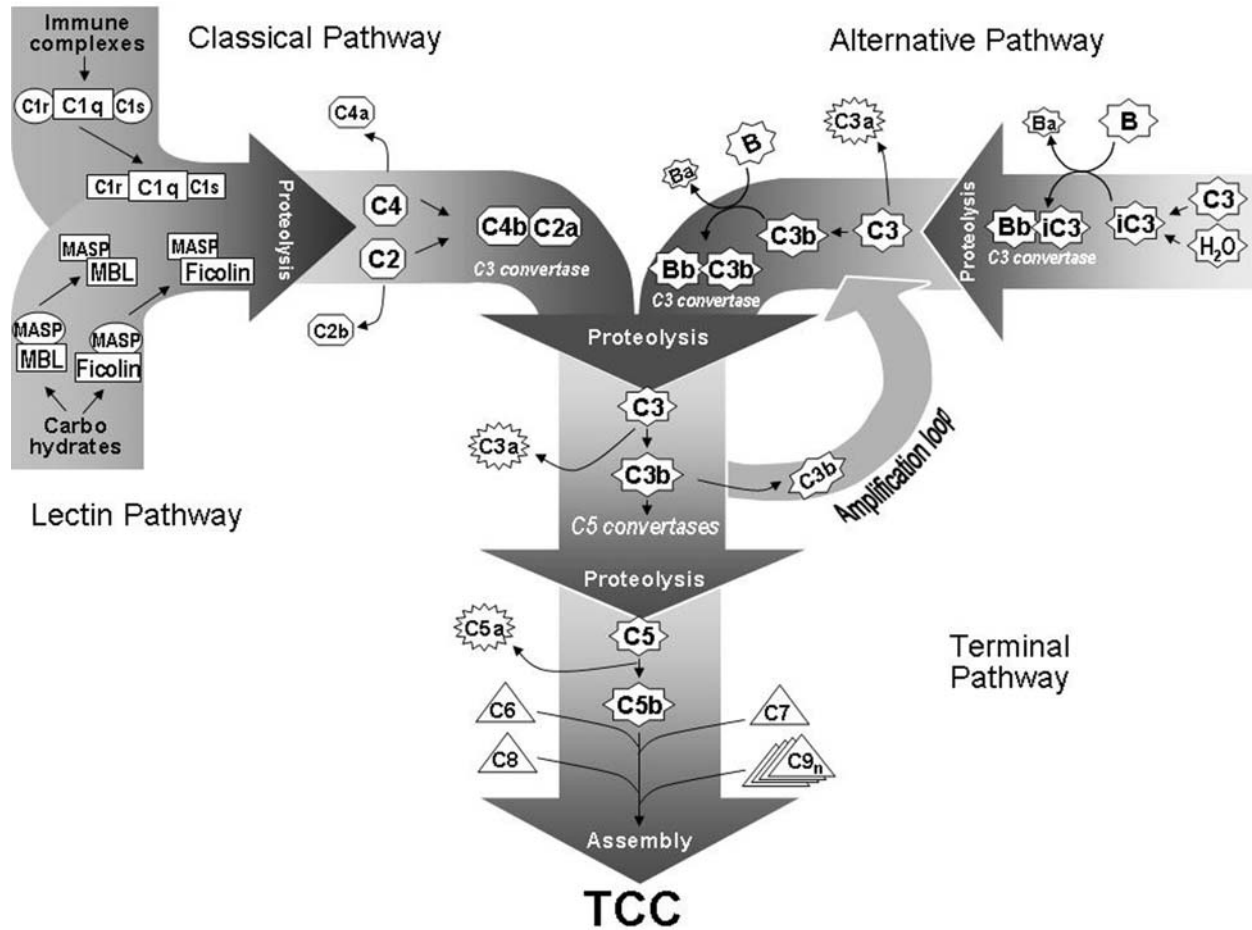 Immune
complexes
Classical Pathway
Alternative Pathway
C1r C1q C1s
C1r C1q C1s
MASP
MBL
MASP
Ficolin
MASP
MBL
MASP
Ficolin
Carbo
hydrates
Lectin Pathway
Proteolysis
C4a
C4
C2
C2b
C4b C2a
C3 convertase
Ba
B
C3a
C3b
C3
Bb C3b
C3 convertase
Proteolysis
Ba
B
Bb iC3
C3 convertase
iC3
C3
H2O
Proteolysis
C3
C3a
C3b
C3b
Amplification loop
C5 convertases
Proteolysis
C5a
C5
C5b
C6
C7
C8
C9n
Terminal
Pathway
Assembly
TCC